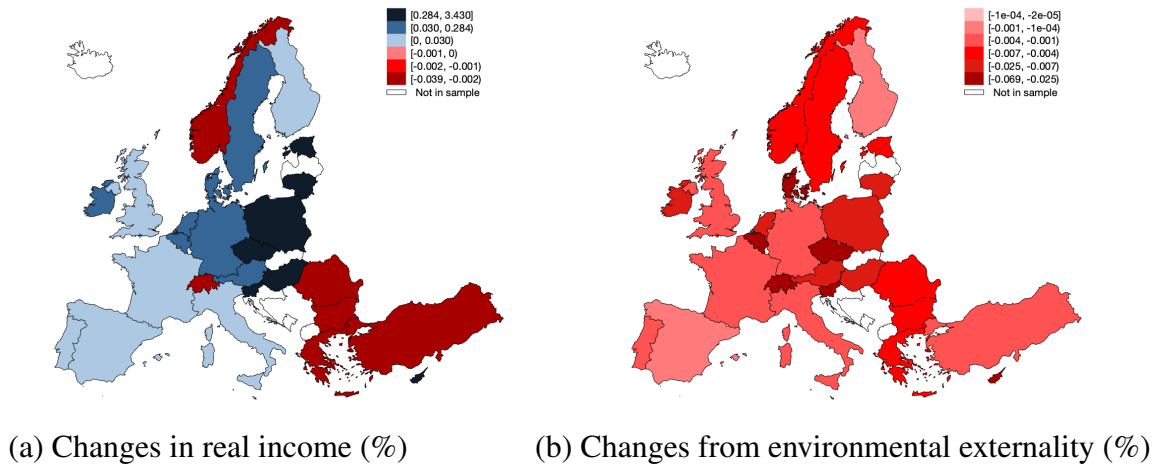 [0.284, 3.430]
[0.030, 0.284)
[0, 0.030)
[-0.001, 0)
[-0.002, -0.001)
[-0.039, -0.002)
Not in sample
[-1e-04, -2e-05]
[-0.001, -1e-04)
[-0.004, -0.001)
[-0.007, -0.004)
[-0.025, -0.007)
[-0.069, -0.025)
Not in sample
(a) Changes in real income (%)
(b) Changes from environmental externality (%)